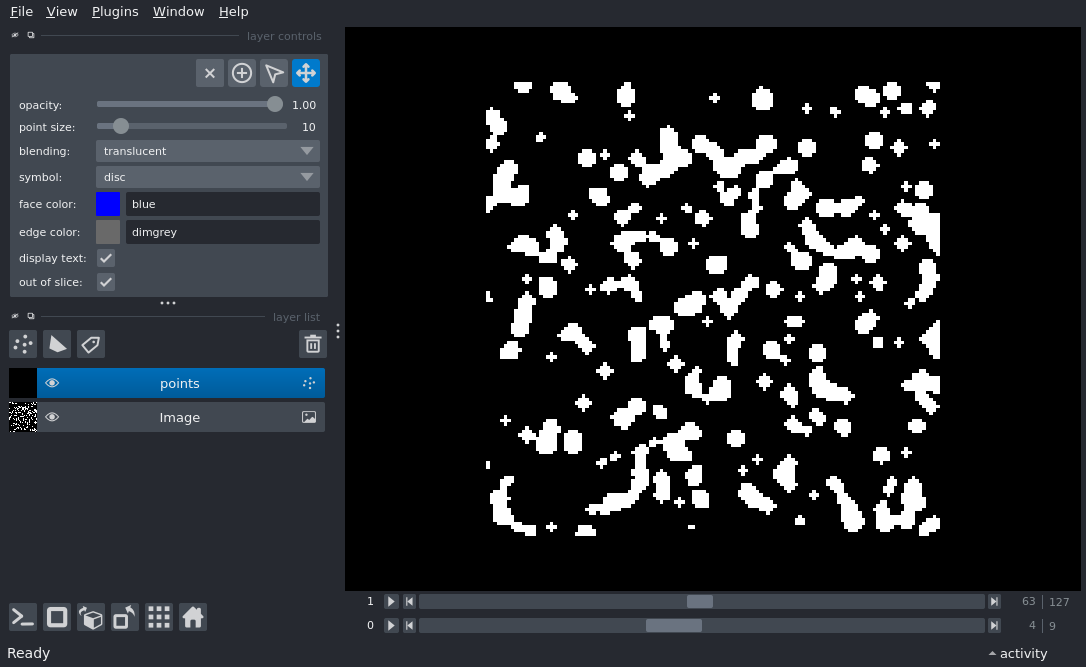 File View Plugins Window Help
layer controls
opacity: 1.00
point size: 10
blending: translucent
symbol: disc
face color: blue
edge color: dimgrey
display text:
out of slice:
layer list
points
Image
1 63 127
0 4 9
Ready activity